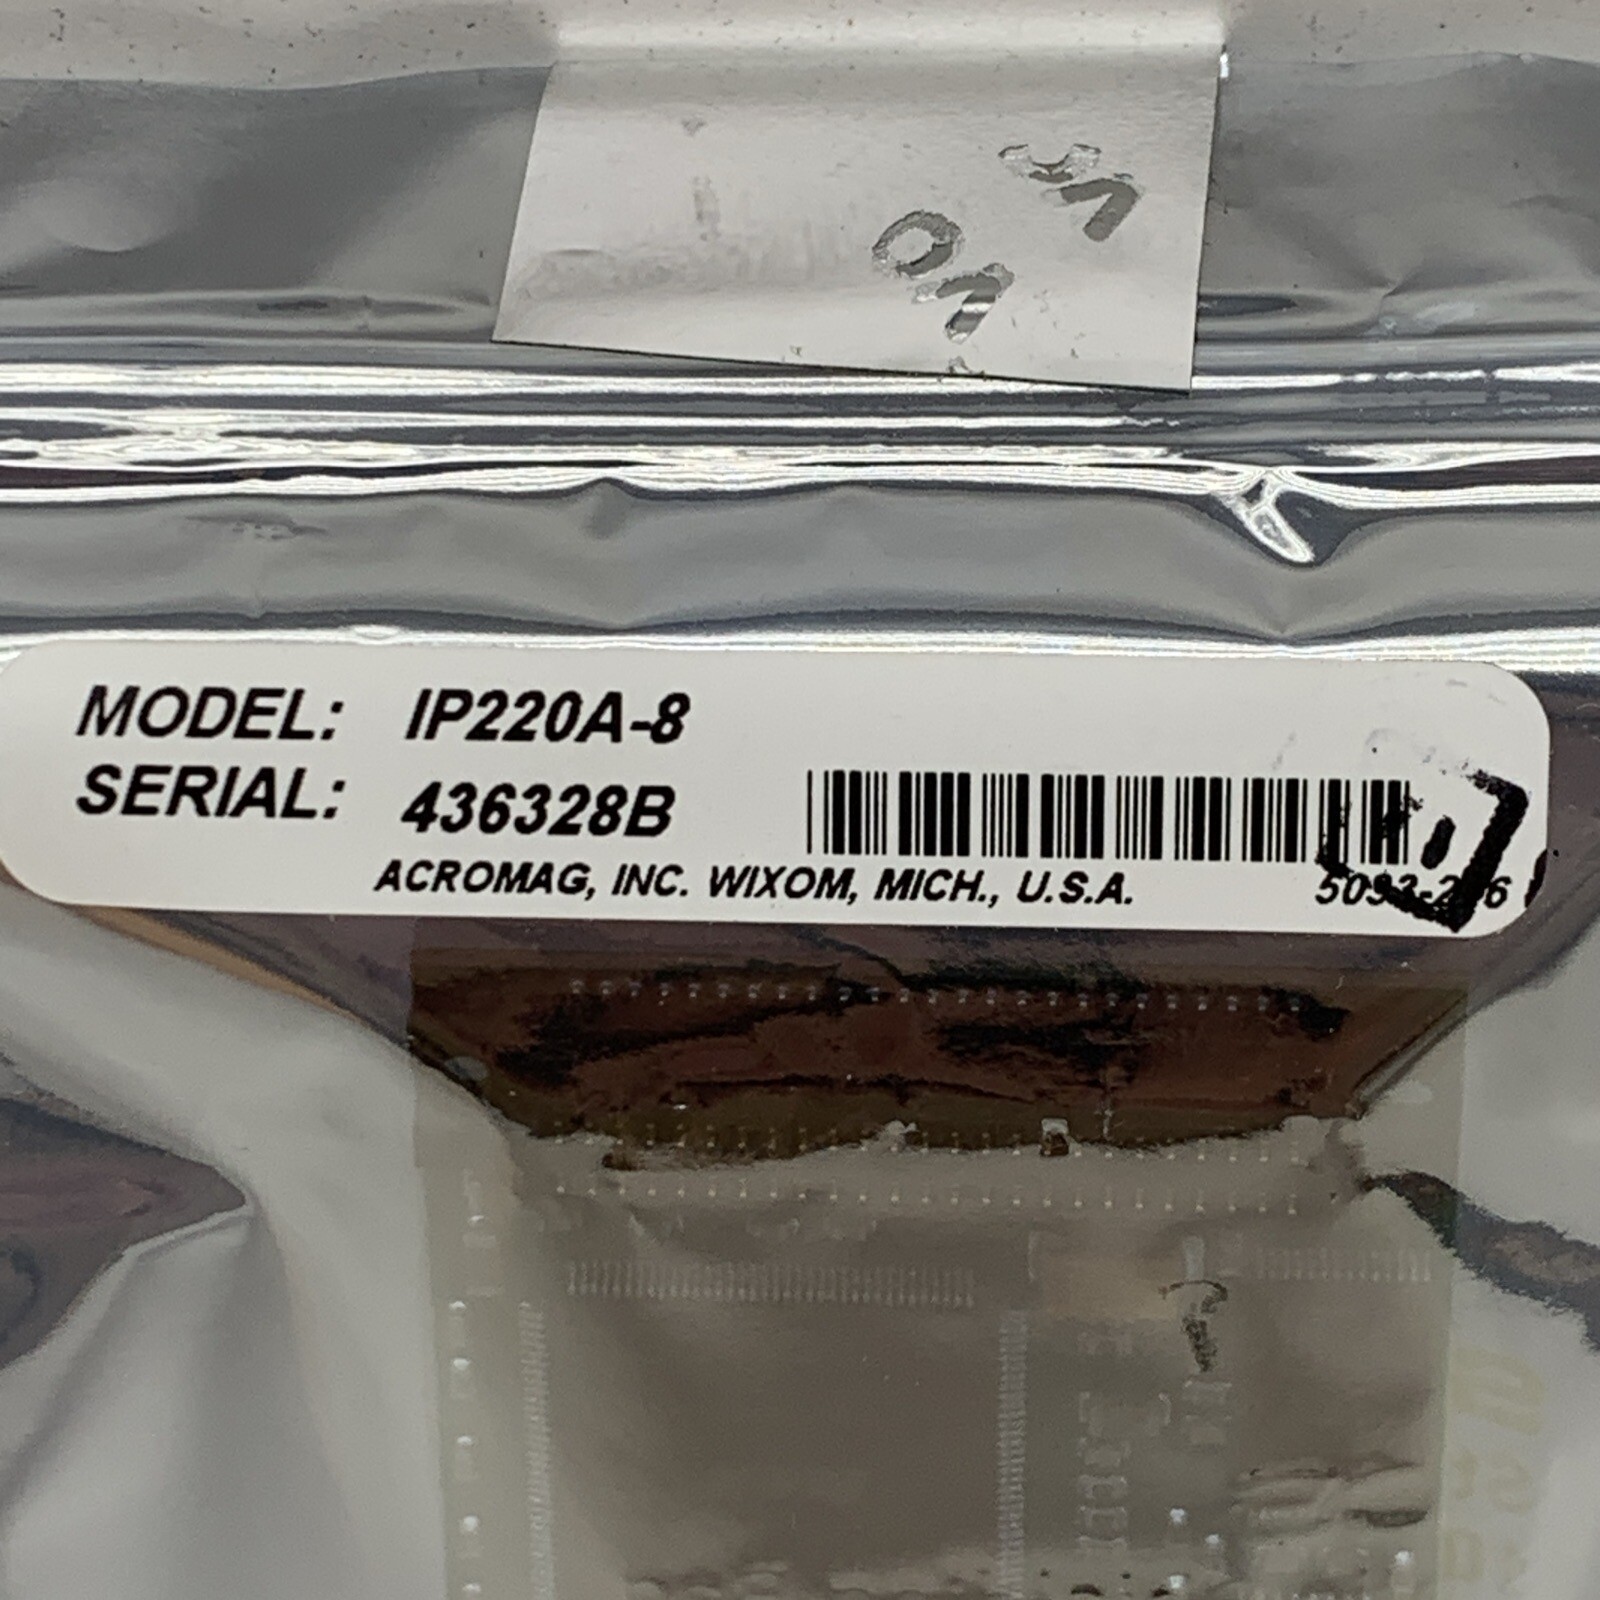 MODEL: IP220A-8
SERIAL: 436328B
ACROMAG, INC. WIXOM, MICH., U.S.A.